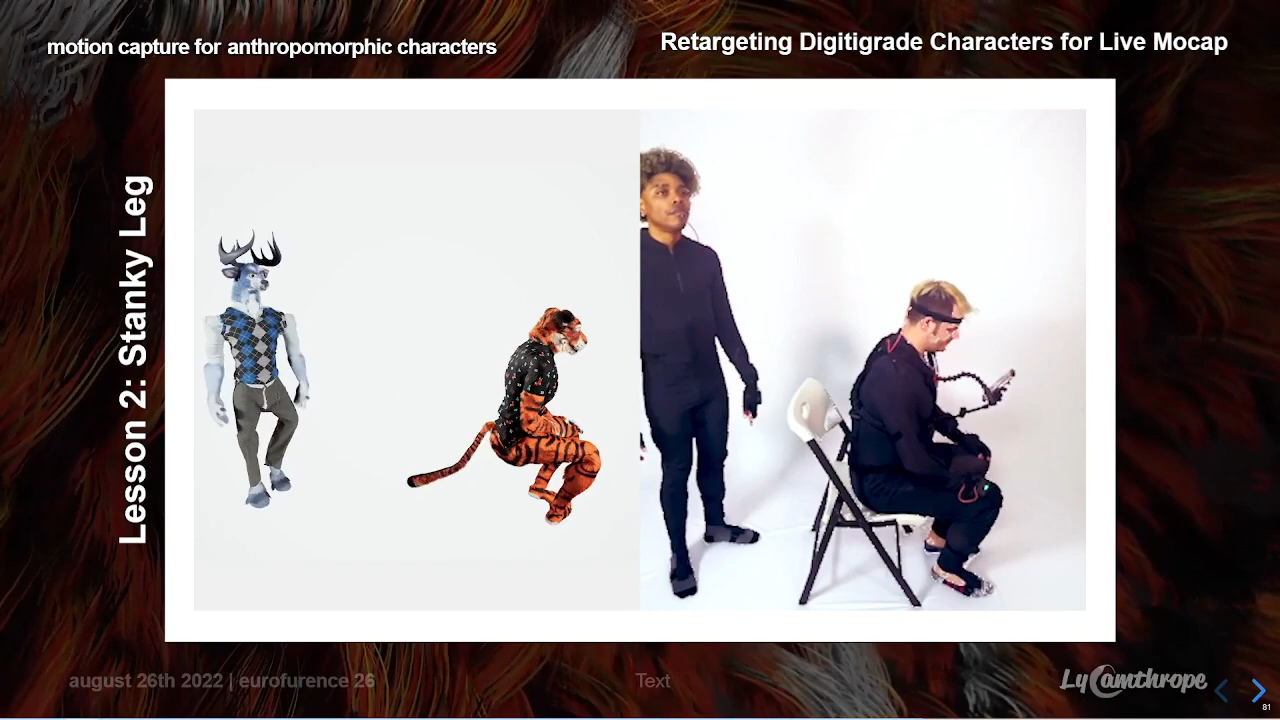 motion capture for anthropomorphic characters
Retargeting Digitigrade Characters for Live Mocap
Lesson 2: Stanky Leg
august 26th 2022 | eurofurence 26
Text
LyCamthrope
81